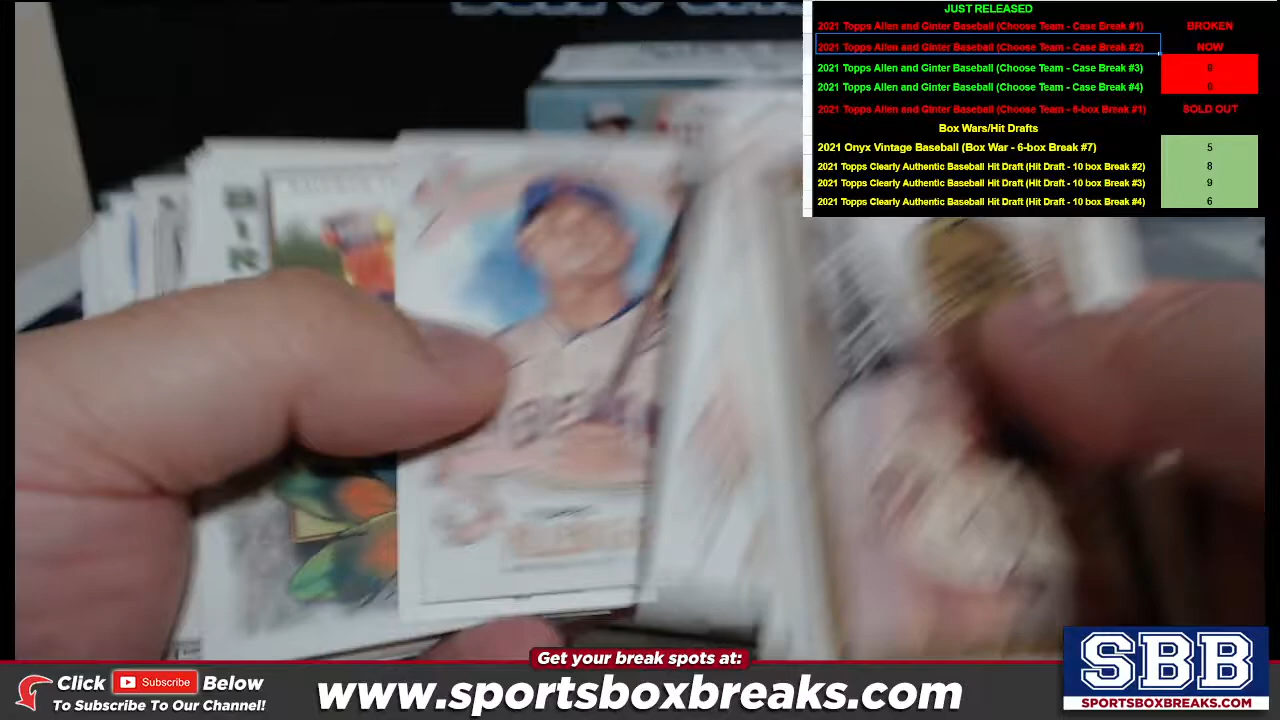 JUST RELEASED
2021 Topps Allen and Ginter Baseball (Choose Team - Case Break #1) BROKEN
2021 Topps Allen and Ginter Baseball (Choose Team - Case Break #2) NOW
2021 Topps Allen and Ginter Baseball (Choose Team - Case Break #3) 0
2021 Topps Allen and Ginter Baseball (Choose Team - Case Break #4) 0
2021 Topps Allen and Ginter Baseball (Choose Team - 6-box Break #1) SOLD OUT
Box Wars/Hit Drafts
2021 Onyx Vintage Baseball (Box War - 6-box Break #7) 5
2021 Topps Clearly Authentic Baseball Hit Draft (Hit Draft - 10 box Break #2) 8
2021 Topps Clearly Authentic Baseball Hit Draft (Hit Draft - 10 box Break #3) 9
2021 Topps Clearly Authentic Baseball Hit Draft (Hit Draft - 10 box Break #4) 6
Get your break spots at:
Click Subscribe Below
To Subscribe To Our Channel!
www.sportsboxbreaks.com
SBB
SPORTSBOXBREAKS.COM